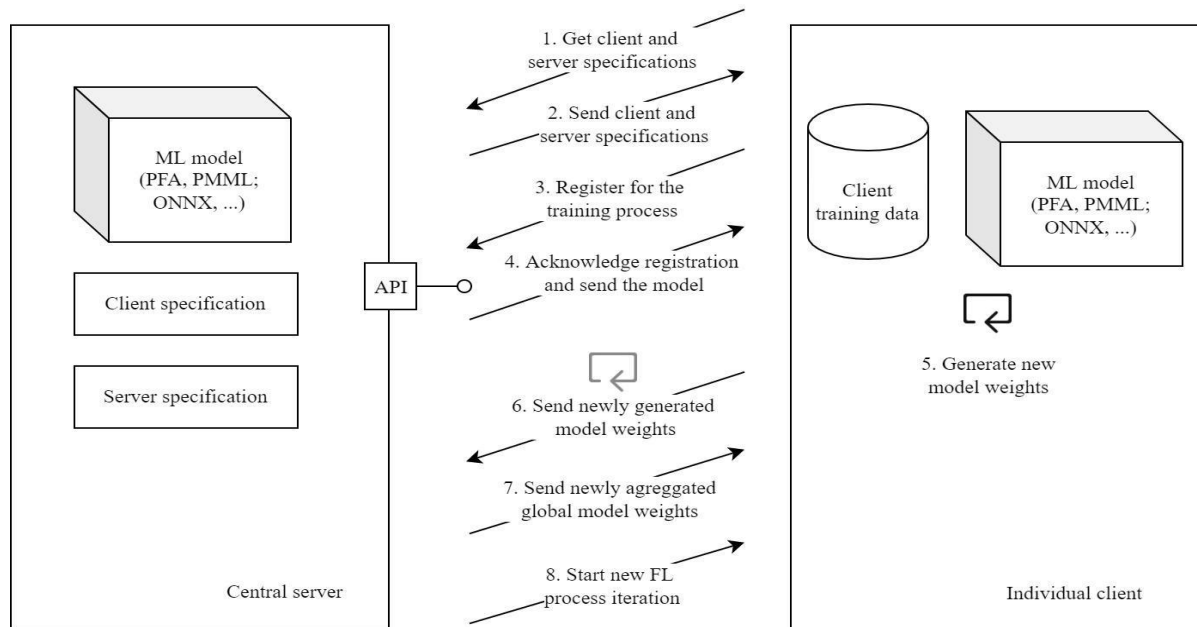 ML model
(PFA, PMML;
ONNX, ...)
Client specification
Server specification
Central server
API
1. Get client and
server specifications
2. Send client and
server specifications
3. Register for the
training process
4. Acknowledge registration
and send the model
6. Send newly generated
model weights
7. Send newly agreggated
global model weights
8. Start new FL
process iteration
Client
training data
ML model
(PFA, PMML;
ONNX, ...)
5. Generate new
model weights
Individual client